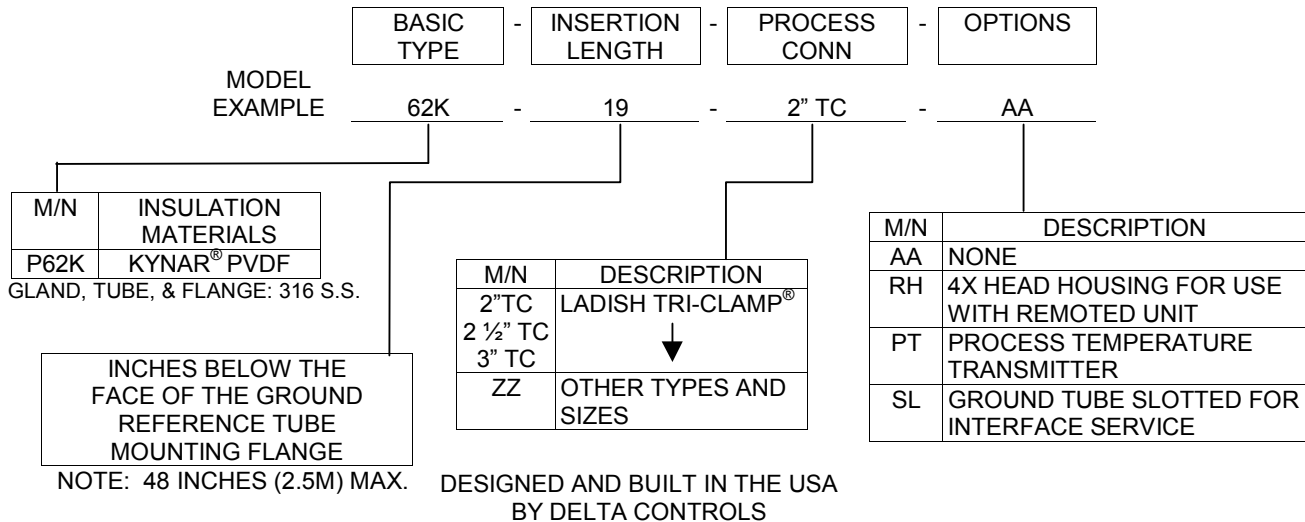 BASIC TYPE - INSERTION LENGTH - PROCESS CONN - OPTIONS
MODEL EXAMPLE 62K - 19 - 2” TC - AA
M/N INSULATION MATERIALS
P62K KYNAR® PVDF
GLAND, TUBE, & FLANGE: 316 S.S.
INCHES BELOW THE
FACE OF THE GROUND
REFERENCE TUBE
MOUNTING FLANGE
NOTE: 48 INCHES (2.5M) MAX.
M/N DESCRIPTION
2”TC LADISH TRI-CLAMP®
2 ½” TC
3” TC
ZZ OTHER TYPES AND
SIZES
DESIGNED AND BUILT IN THE USA
BY DELTA CONTROLS
M/N DESCRIPTION
AA NONE
RH 4X HEAD HOUSING FOR USE
WITH REMOTED UNIT
PT PROCESS TEMPERATURE
TRANSMITTER
SL GROUND TUBE SLOTTED FOR
INTERFACE SERVICE